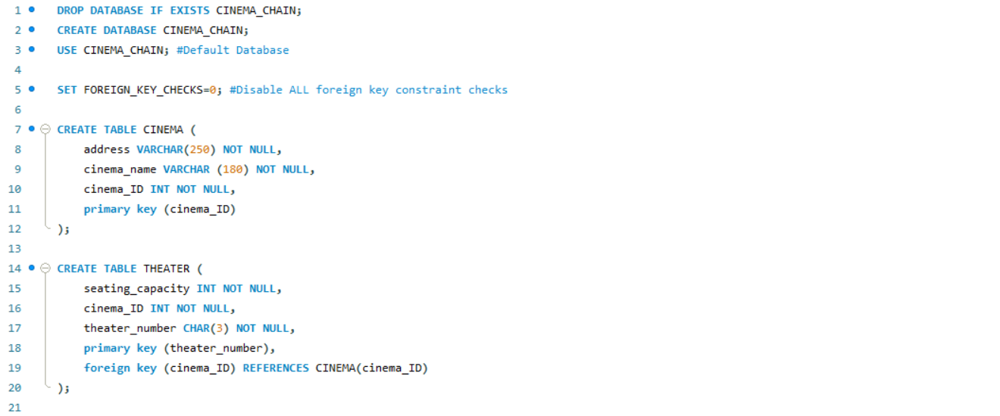 1 DROP DATABASE IF EXISTS CINEMA_CHAIN;
2 CREATE DATABASE CINEMA_CHAIN;
3 USE CINEMA_CHAIN; #Default Database
4
5 SET FOREIGN_KEY_CHECKS=0; #Disable ALL foreign key constraint checks
6
7 CREATE TABLE CINEMA (
8 address VARCHAR(250) NOT NULL,
9 cinema_name VARCHAR (180) NOT NULL,
10 cinema_ID INT NOT NULL,
11 primary key (cinema_ID)
12 );
13
14 CREATE TABLE THEATER (
15 seating_capacity INT NOT NULL,
16 cinema_ID INT NOT NULL,
17 theater_number CHAR(3) NOT NULL,
18 primary key (theater_number),
19 foreign key (cinema_ID) REFERENCES CINEMA(cinema_ID)
20 );
21